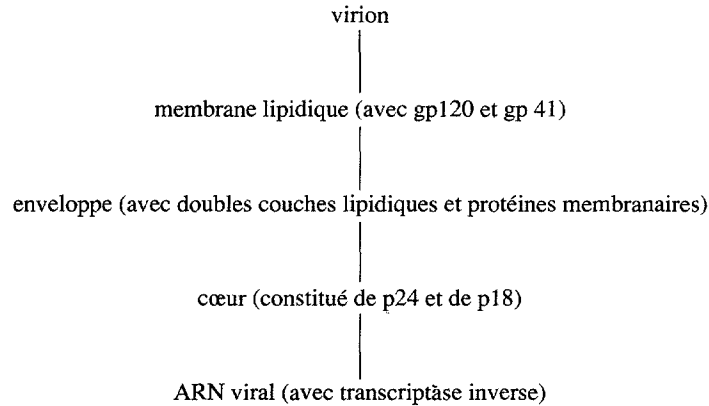 virion
membrane lipidique (avec gp120 et gp 41)
enveloppe (avec doubles couches lipidiques et protéines membranaires)
cœur (constitué de p24 et de p18)
ARN viral (avec transcriptàse inverse)